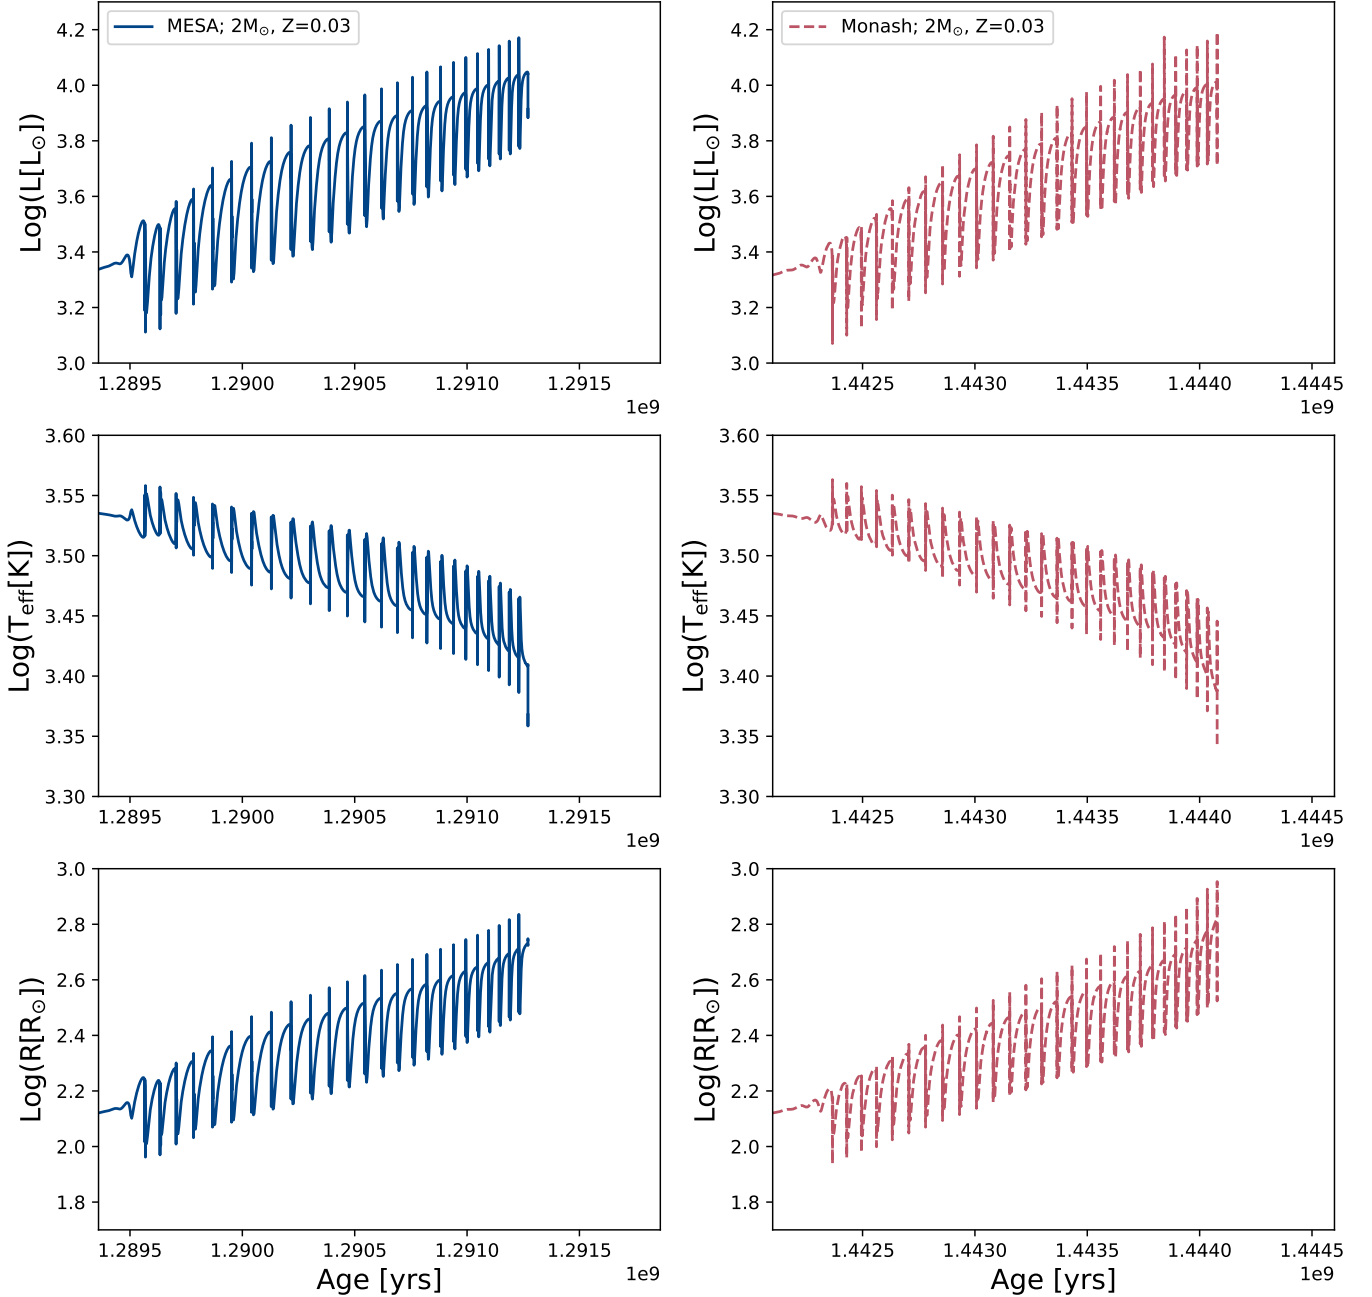 MESA; 2M⊙, Z=0.03
Log(L[L⊙])
4.2
4.0
3.8
3.6
3.4
3.2
3.0
1.2895 1.2900 1.2905 1.2910 1.2915
1e9
Monash; 2M⊙, Z=0.03
Log(L[L⊙])
4.2
4.0
3.8
3.6
3.4
3.2
3.0
1.4425 1.4430 1.4435 1.4440 1.4445
1e9
Log(Teff[K])
3.60
3.55
3.50
3.45
3.40
3.35
3.30
1.2895 1.2900 1.2905 1.2910 1.2915
1e9
Log(Teff[K])
3.60
3.55
3.50
3.45
3.40
3.35
3.30
1.4425 1.4430 1.4435 1.4440 1.4445
1e9
Log(R[R⊙])
3.0
2.8
2.6
2.4
2.2
2.0
1.8
1.2895 1.2900 1.2905 1.2910 1.2915
Age [yrs]
1e9
Log(R[R⊙])
3.0
2.8
2.6
2.4
2.2
2.0
1.8
1.4425 1.4430 1.4435 1.4440 1.4445
Age [yrs]
1e9